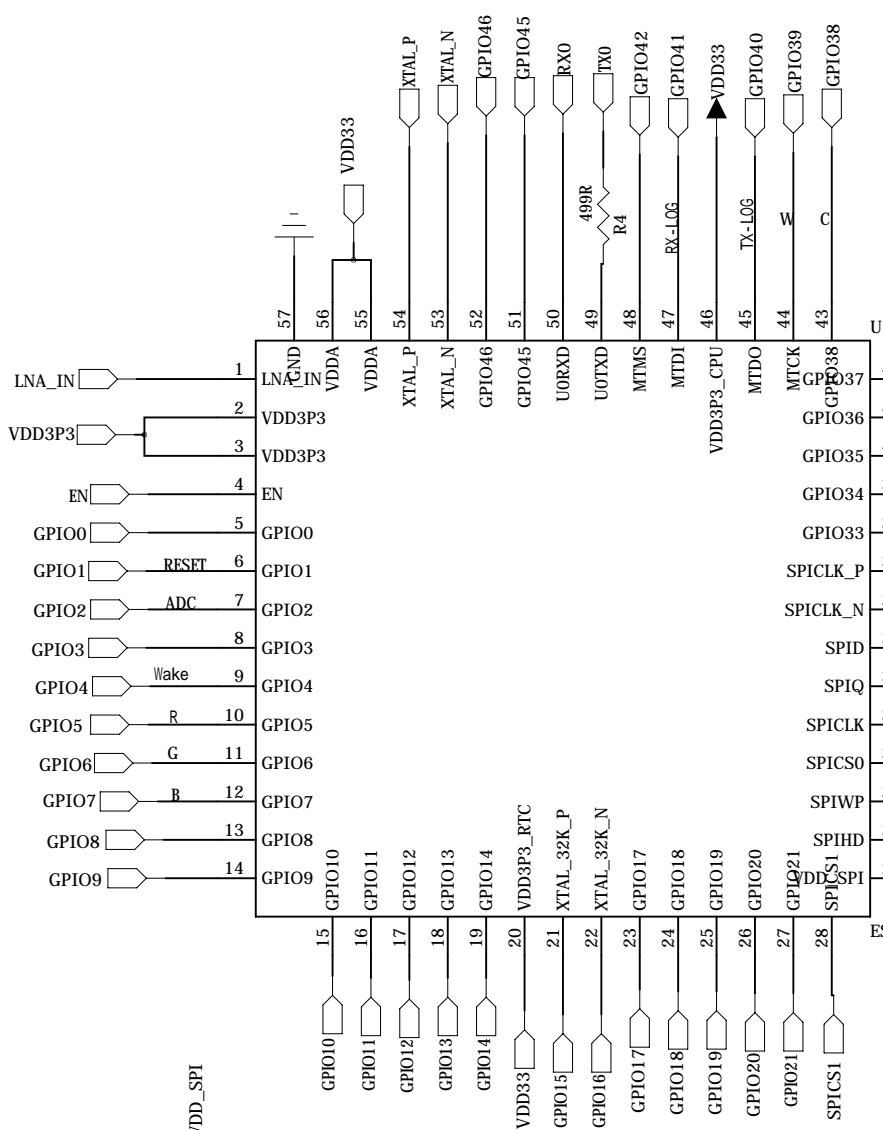 XTAL_P
XTAL_N
GPIO46
GPIO45
RX0
TX0
GPIO42
GPIO41
VDD33
GPIO40
GPIO39
GPIO38
VDD33
499R
R4
RX-LOG
TX-LOG
W
C
57
56
55
54
53
52
51
50
49
48
47
46
45
44
43
U
GND
VDDA
VDDA
XTAL_P
XTAL_N
GPIO46
GPIO45
U0RXD
U0TXD
MTMS
MTDI
VDD3P3_CPU
MTDO
MTCK
GPIO38
LNA_IN 1 LNA_IN GPIO37
VDD3P3 2 VDD3P3 GPIO36
3 VDD3P3 GPIO35
EN 4 EN GPIO34
GPIO0 5 GPIO0 GPIO33
GPIO1 RESET 6 GPIO1 SPICLK_P
GPIO2 ADC 7 GPIO2 SPICLK_N
GPIO3 8 GPIO3 SPID
GPIO4 Wake 9 GPIO4 SPIQ
GPIO5 R 10 GPIO5 SPICLK
GPIO6 G 11 GPIO6 SPICS0
GPIO7 B 12 GPIO7 SPIWP
GPIO8 13 GPIO8 SPIHD
GPIO9 14 GPIO9 VDD_SPI
GPIO10
GPIO11
GPIO12
GPIO13
GPIO14
VDD3P3_RTC
XTAL_32K_P
XTAL_32K_N
GPIO17
GPIO18
GPIO19
GPIO20
GPIO21
SPICS1
ES
15
16
17
18
19
20
21
22
23
24
25
26
27
28
GPIO10
GPIO11
GPIO12
GPIO13
GPIO14
VDD33
GPIO15
GPIO16
GPIO17
GPIO18
GPIO19
GPIO20
GPIO21
SPICS1
VDD_SPI